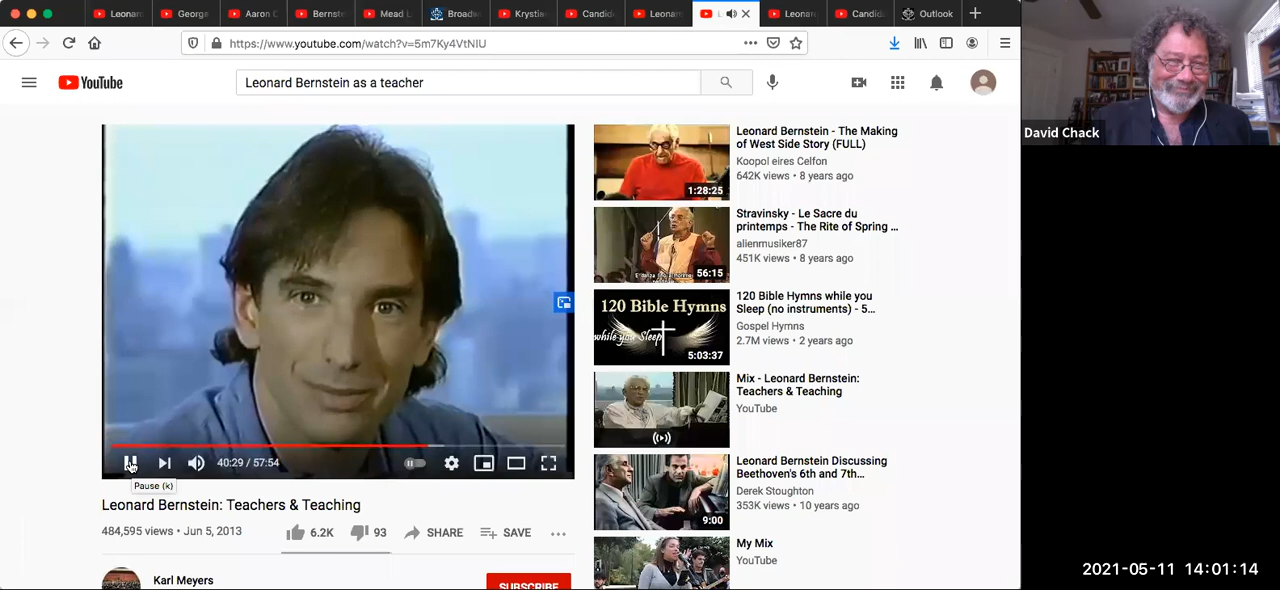 Leonard
George
Aaron C
Bernste
Mead L
Broadw
Krystia
Candid
Leonar
L
Leonar
Candid
Outlook
https://www.youtube.com/watch?v=5m7Ky4VtNIU
YouTube
Leonard Bernstein as a teacher
David Chack
Leonard Bernstein - The Making
of West Side Story (FULL)
Koopol eires Celfon
642K views • 8 years ago
1:28:25
Stravinsky - Le Sacre du
printemps - The Rite of Spring ...
alienmusiker87
451K views • 8 years ago
56:15
120 Bible Hymns
while you Sleep
5:03:37
120 Bible Hymns while you
Sleep (no instruments) - 5...
Gospel Hymns
2.7M views • 2 years ago
Mix - Leonard Bernstein:
Teachers & Teaching
YouTube
Leonard Bernstein Discussing
Beethoven's 6th and 7th...
Derek Stoughton
353K views • 10 years ago
9:00
My Mix
YouTube
40:29 / 57:54
Pause (k)
Leonard Bernstein: Teachers & Teaching
484,595 views • Jun 5, 2013
6.2K
93
SHARE
SAVE
Karl Meyers
SUBSCRIBE
2021-05-11 14:01:14